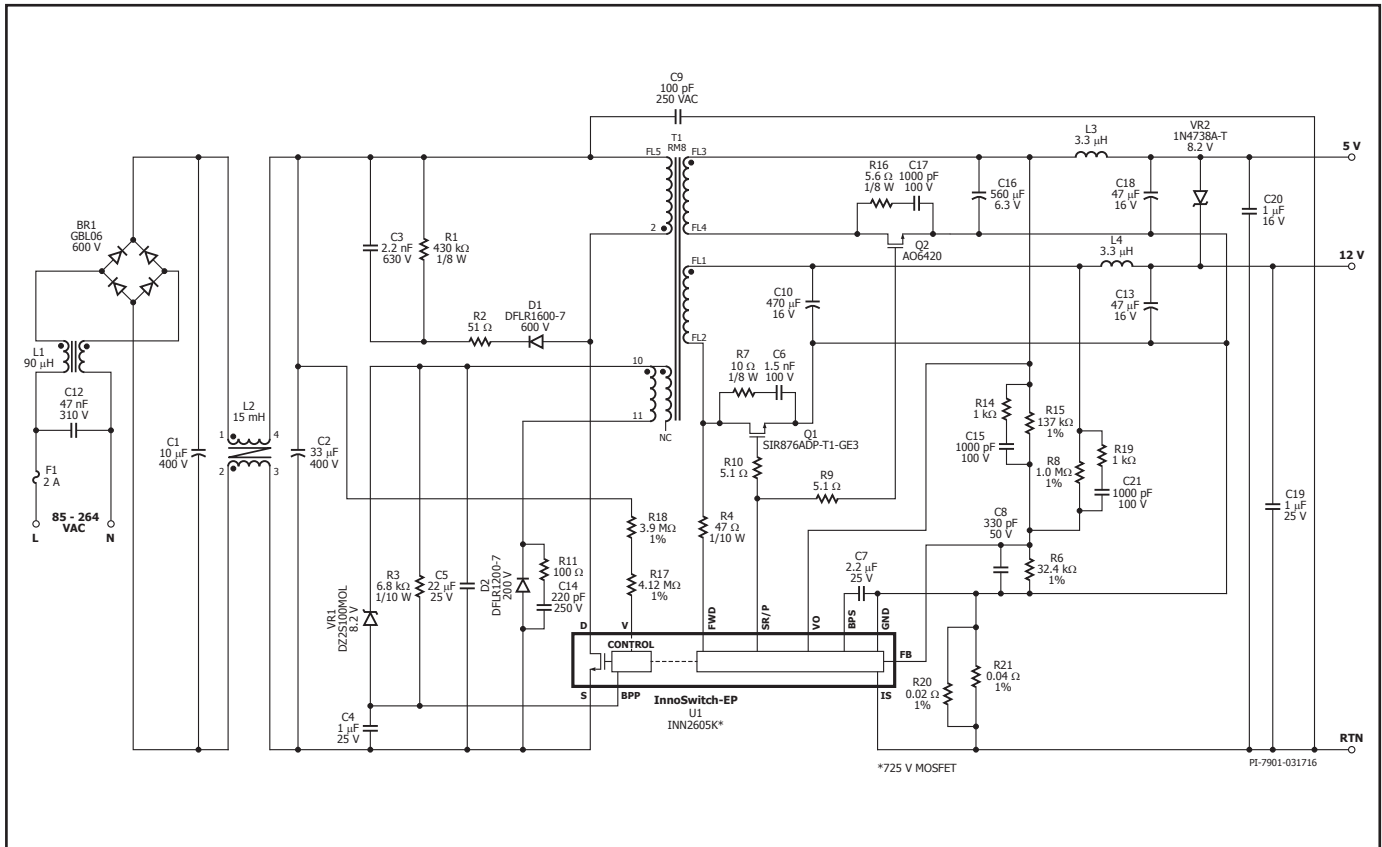 C9
100 pF
250 VAC
T1
RM8
FL5
FL3
2
FL4
FL1
FL2
10
11
NC
R16
5.6 Ω
1/8 W
C17
1000 pF
100 V
Q2
AO6420
C16
560 µF
6.3 V
L3
3.3 µH
C18
47 µF
16 V
VR2
1N4738A-T
8.2 V
C20
1 µF
16 V
5 V
L4
3.3 µH
12 V
C10
470 µF
16 V
C13
47 µF
16 V
BR1
GBL06
600 V
C3
2.2 nF
630 V
R1
430 kΩ
1/8 W
R2
51 Ω
D1
DFLR1600-7
600 V
L1
90 µH
C12
47 nF
310 V
F1
2 A
85 - 264
VAC
L
N
C1
10 µF
400 V
L2
15 mH
1
4
2
3
C2
33 µF
400 V
R7
10 Ω
1/8 W
C6
1.5 nF
100 V
Q1
SIR876ADP-T1-GE3
R10
5.1 Ω
R9
5.1 Ω
R4
47 Ω
1/10 W
R14
1 kΩ
C15
1000 pF
100 V
R15
137 kΩ
1%
R8
1.0 MΩ
1%
R19
1 kΩ
C21
1000 pF
100 V
C19
1 µF
25 V
C8
330 pF
50 V
R6
32.4 kΩ
1%
C7
2.2 µF
25 V
R18
3.9 MΩ
1%
R17
4.12 MΩ
1%
R3
6.8 kΩ
1/10 W
C5
22 µF
25 V
D2
DFLR1200-7
200 V
R11
100 Ω
C14
220 pF
250 V
VR1
DZ2S100MOL
8.2 V
C4
1 µF
25 V
D
V
FWD
SR/P
VO
BPS
GND
CONTROL
FB
S
BPP
IS
InnoSwitch-EP
U1
INN2605K*
R20
0.02 Ω
1%
R21
0.04 Ω
1%
*725 V MOSFET
RTN
PI-7901-031716